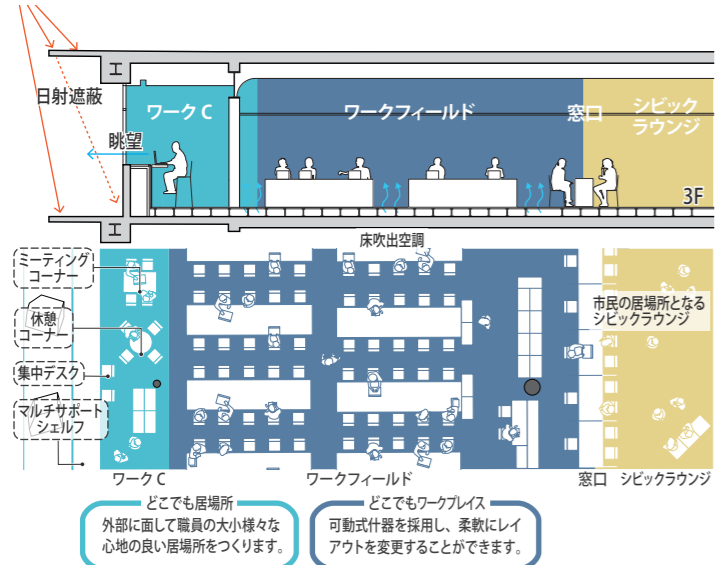 日射遮蔽
眺望
ワーク C
ワークフィールド
窓口
シビック
ラウンジ
3F
床吹出空調
ミーティング
コーナー
休憩
コーナー
集中デスク
マルチサポート
シェルフ
市民の居場所となる
シビックラウンジ
ワーク C
ワークフィールド
窓口
シビックラウンジ
どこでも居場所
外部に面して職員の大小様々な
心地の良い居場所をつくります。
どこでもワークプレイス
可動式什器を採用し、柔軟にレイ
アウトを変更することができます。